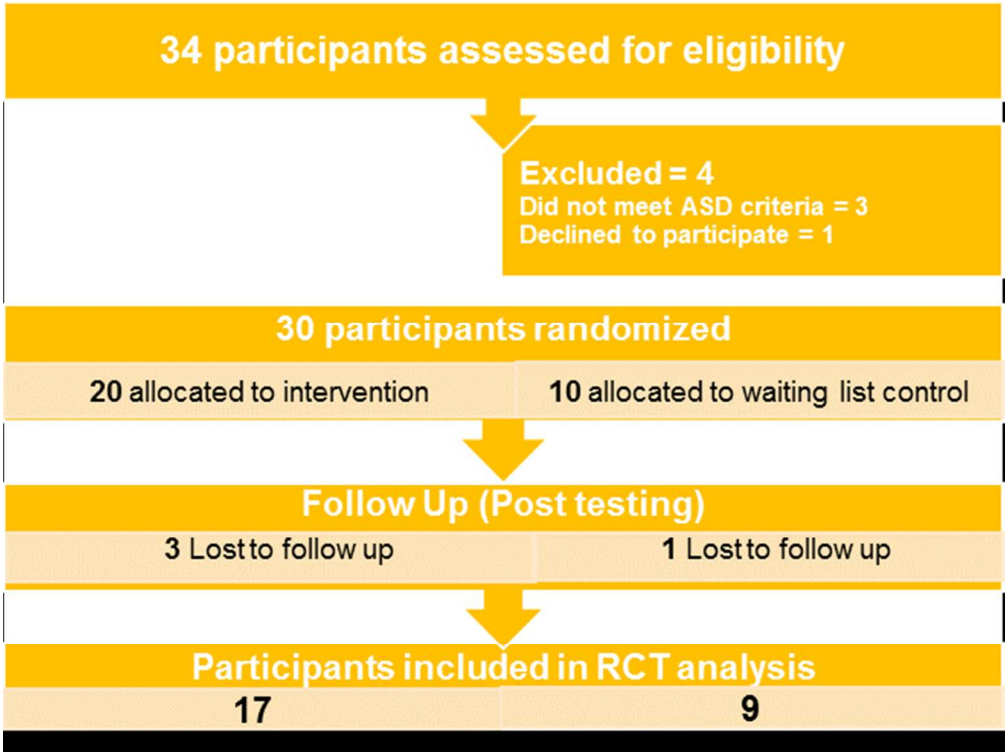 34 participants assessed for eligibility
Excluded = 4
Did not meet ASD criteria = 3
Declined to participate = 1
30 participants randomized
20 allocated to intervention
10 allocated to waiting list control
Follow Up (Post testing)
3 Lost to follow up
1 Lost to follow up
Participants included in RCT analysis
17
9